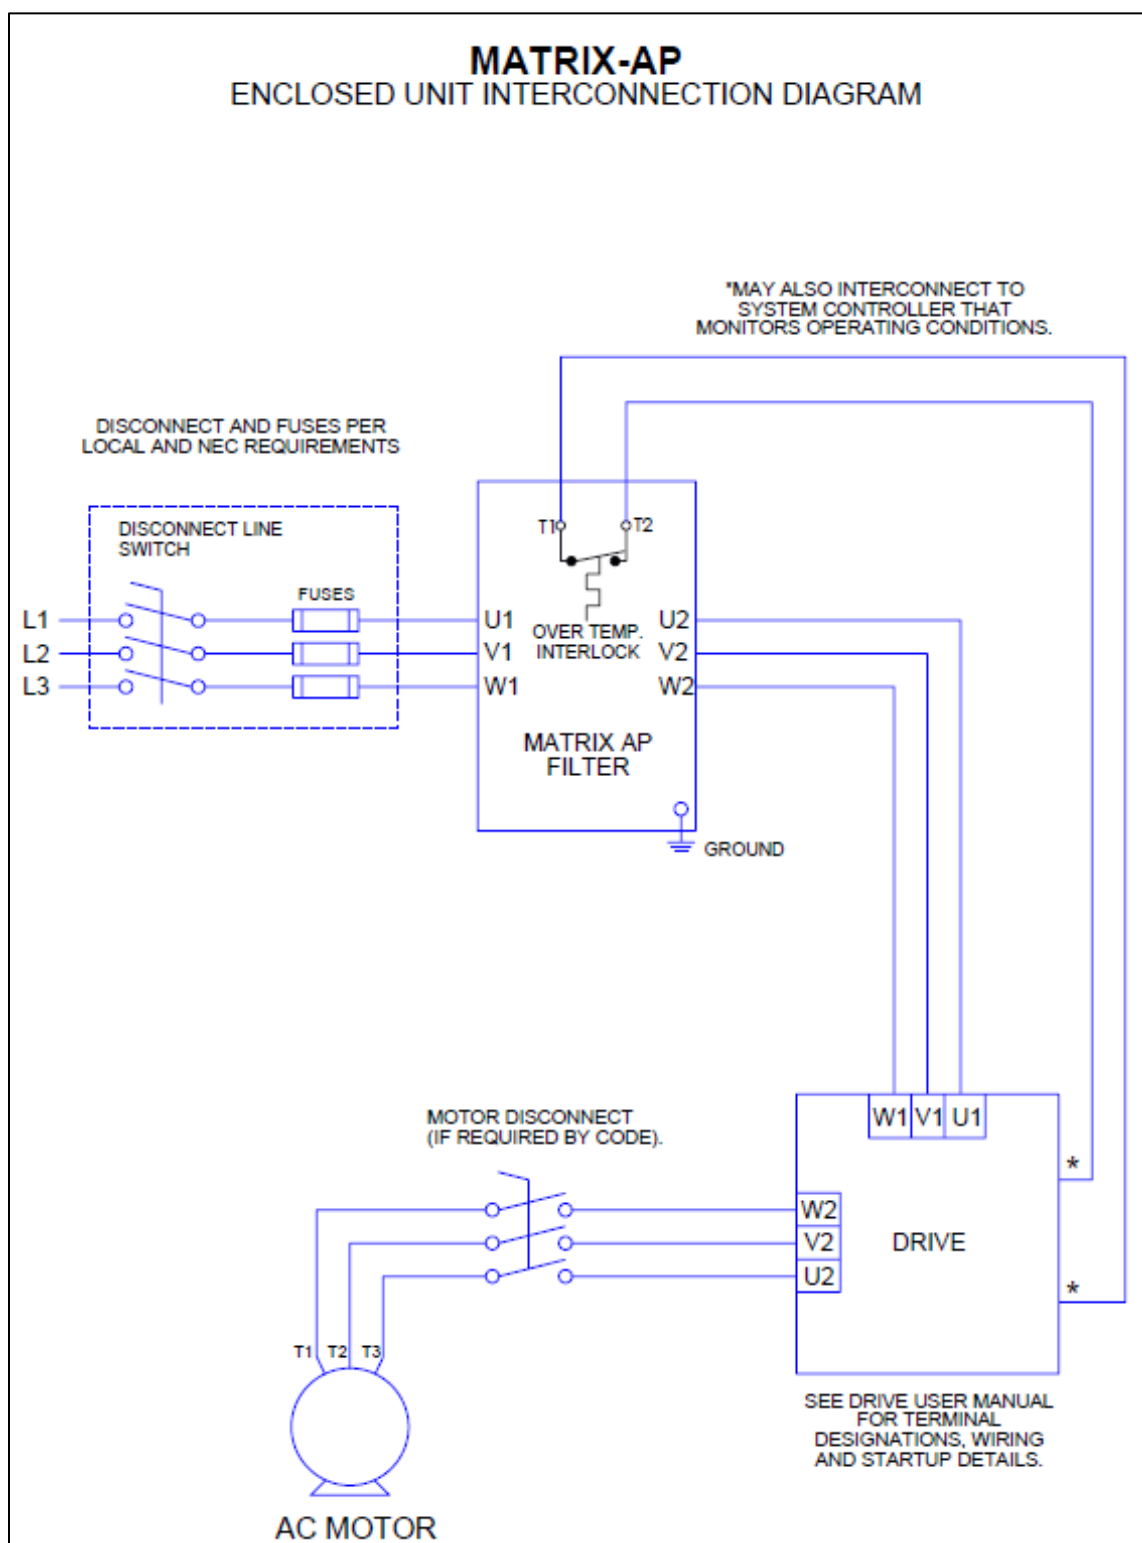 MATRIX-AP
ENCLOSED UNIT INTERCONNECTION DIAGRAM
*MAY ALSO INTERCONNECT TO
SYSTEM CONTROLLER THAT
MONITORS OPERATING CONDITIONS.
DISCONNECT AND FUSES PER
LOCAL AND NEC REQUIREMENTS
DISCONNECT LINE
SWITCH
FUSES
L1
L2
L3
T1
T2
OVER TEMP.
INTERLOCK
U1
V1
W1
U2
V2
W2
MATRIX AP
FILTER
GROUND
MOTOR DISCONNECT
(IF REQUIRED BY CODE).
W1 V1 U1
*
W2
V2
U2
DRIVE
*
T1 T2 T3
SEE DRIVE USER MANUAL
FOR TERMINAL
DESIGNATIONS, WIRING
AND STARTUP DETAILS.
AC MOTOR